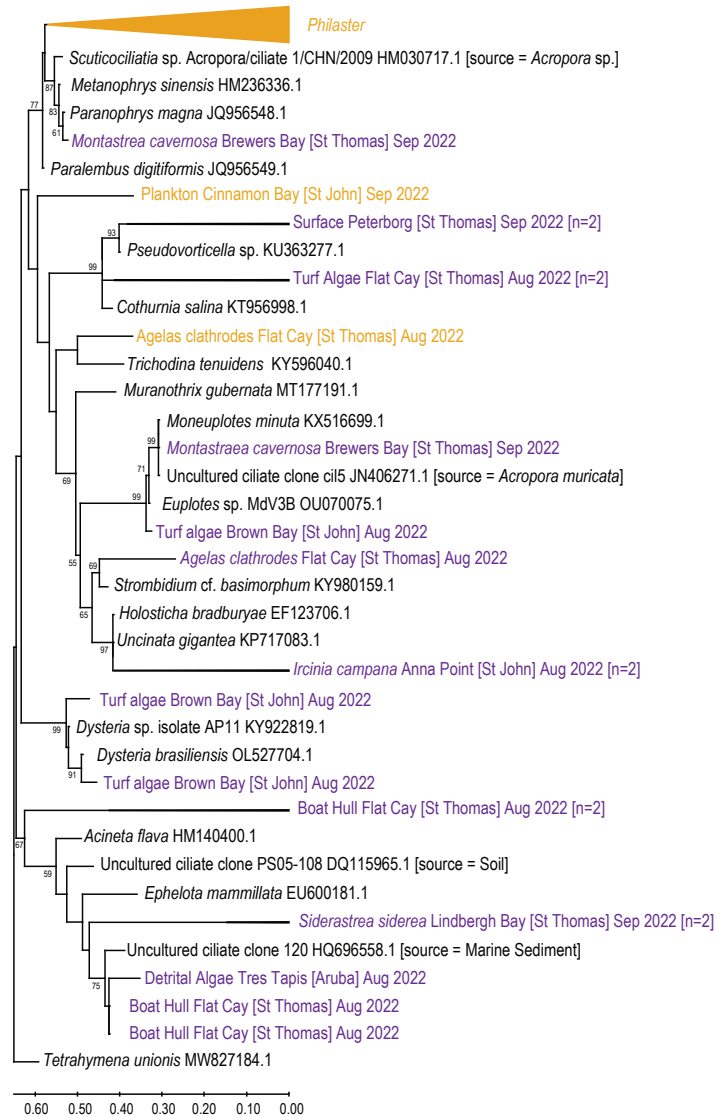 Philaster
Scuticociliatia sp. Acropora/ciliate 1/CHN/2009 HM030717.1 [source = Acropora sp.]
87
Metanophrys sinensis HM236336.1
77
83
Paranophrys magna JQ956548.1
61
Montastrea cavernosa Brewers Bay [St Thomas] Sep 2022
Paralembus digitiformis JQ956549.1
Plankton Cinnamon Bay [St John] Sep 2022
Surface Peterborg [St Thomas] Sep 2022 [n=2]
93
Pseudovorticella sp. KU363277.1
99
Turf Algae Flat Cay [St Thomas] Aug 2022 [n=2]
Cothurnia salina KT956998.1
Agelas clathrodes Flat Cay [St Thomas] Aug 2022
Trichodina tenuidens KY596040.1
Muranothrix gubernata MT177191.1
Moneuplotes minuta KX516699.1
99
Montastraea cavernosa Brewers Bay [St Thomas] Sep 2022
71
69
Uncultured ciliate clone cil5 JN406271.1 [source = Acropora muricata]
99
Euplotes sp. MdV3B OU070075.1
Turf algae Brown Bay [St John] Aug 2022
55
69
Agelas clathrodes Flat Cay [St Thomas] Aug 2022
Strombidium cf. basimorphum KY980159.1
65
Holosticha bradburyae EF123706.1
Uncinata gigantea KP717083.1
97
Ircinia campana Anna Point [St John] Aug 2022 [n=2]
Turf algae Brown Bay [St John] Aug 2022
99
Dysteria sp. isolate AP11 KY922819.1
Dysteria brasiliensis OL527704.1
91
Turf algae Brown Bay [St John] Aug 2022
Boat Hull Flat Cay [St Thomas] Aug 2022 [n=2]
67
Acineta flava HM140400.1
59
Uncultured ciliate clone PS05-108 DQ115965.1 [source = Soil]
Ephelota mammillata EU600181.1
Siderastrea siderea Lindbergh Bay [St Thomas] Sep 2022 [n=2]
Uncultured ciliate clone 120 HQ696558.1 [source = Marine Sediment]
75
Detrital Algae Tres Tapis [Aruba] Aug 2022
Boat Hull Flat Cay [St Thomas] Aug 2022
Boat Hull Flat Cay [St Thomas] Aug 2022
Tetrahymena unionis MW827184.1
0.60 0.50 0.40 0.30 0.20 0.10 0.00